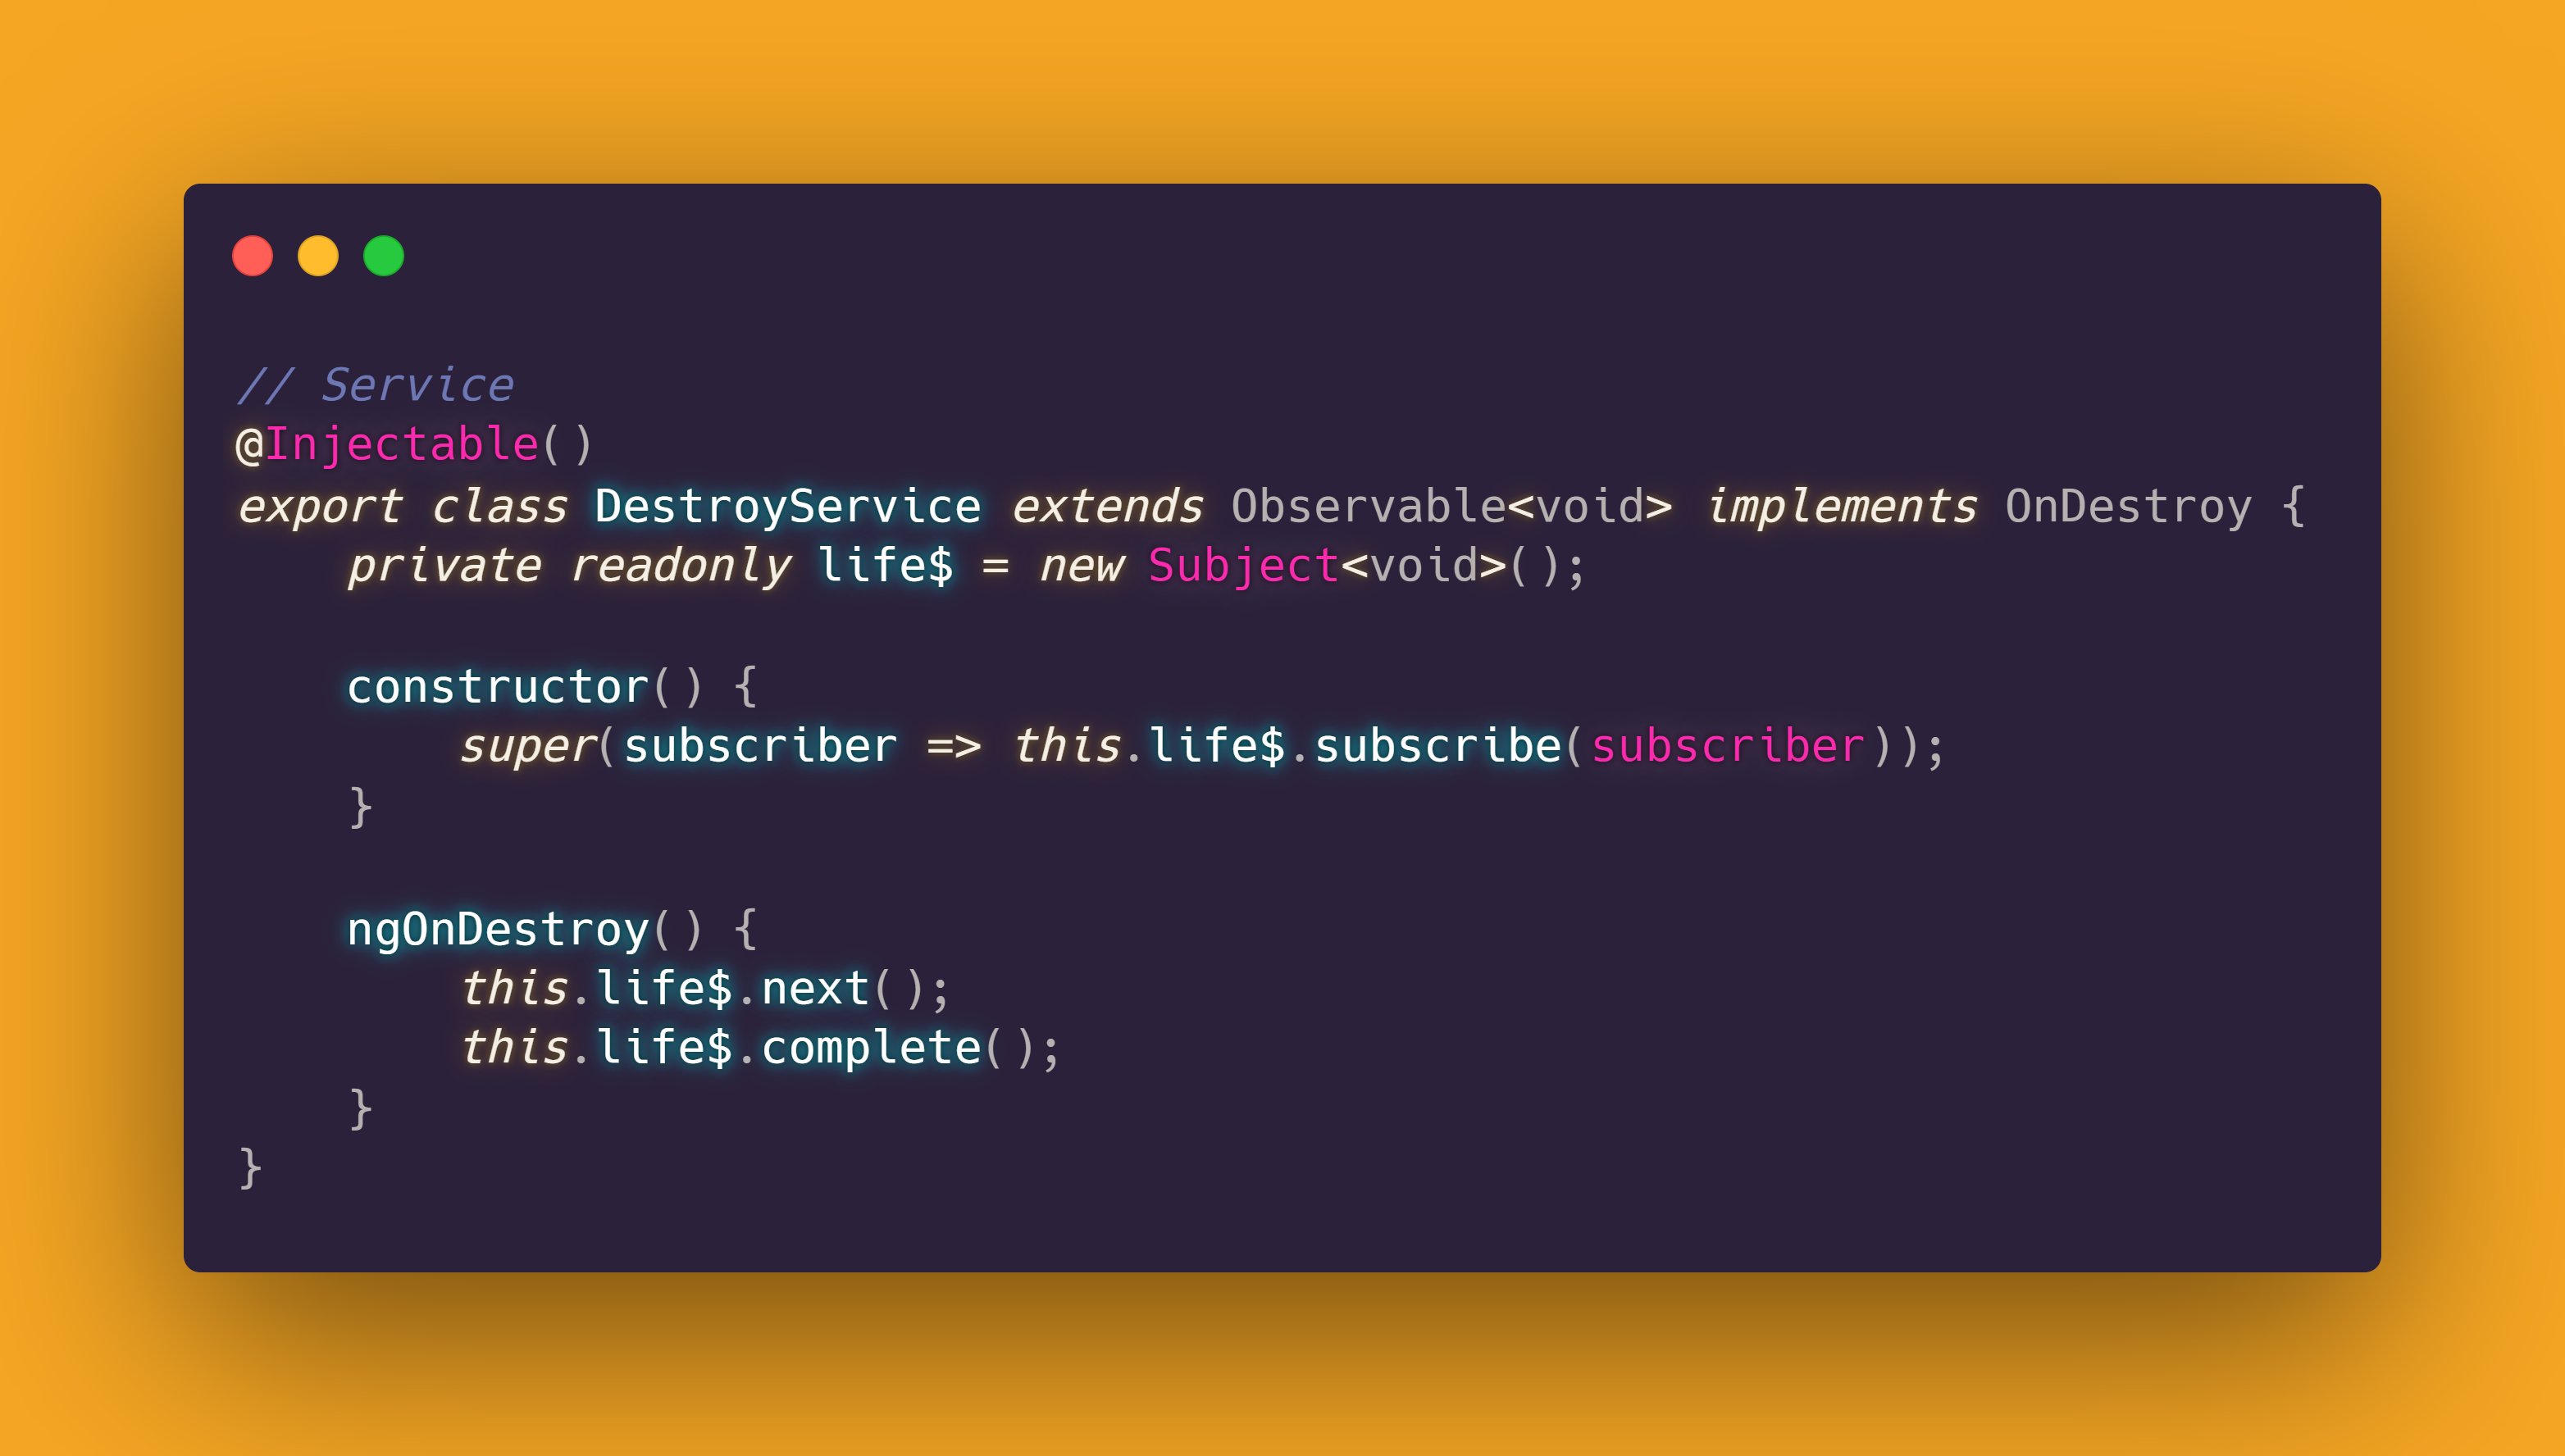 // Service
@Injectable()
export class DestroyService extends Observable<void> implements OnDestroy {
    private readonly life$ = new Subject<void>();

    constructor() {
        super(subscriber => this.life$.subscribe(subscriber));
    }

    ngOnDestroy() {
        this.life$.next();
        this.life$.complete();
    }
}